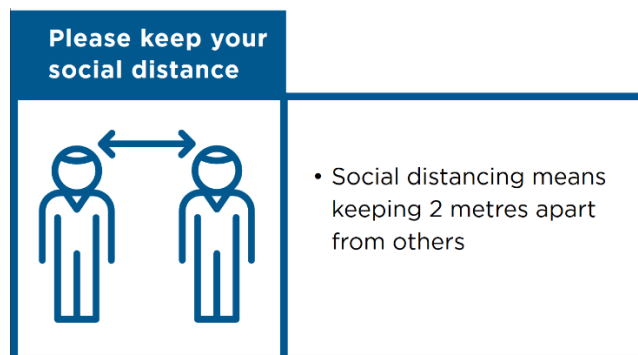 Please keep your
social distance
• Social distancing means
keeping 2 metres apart
from others